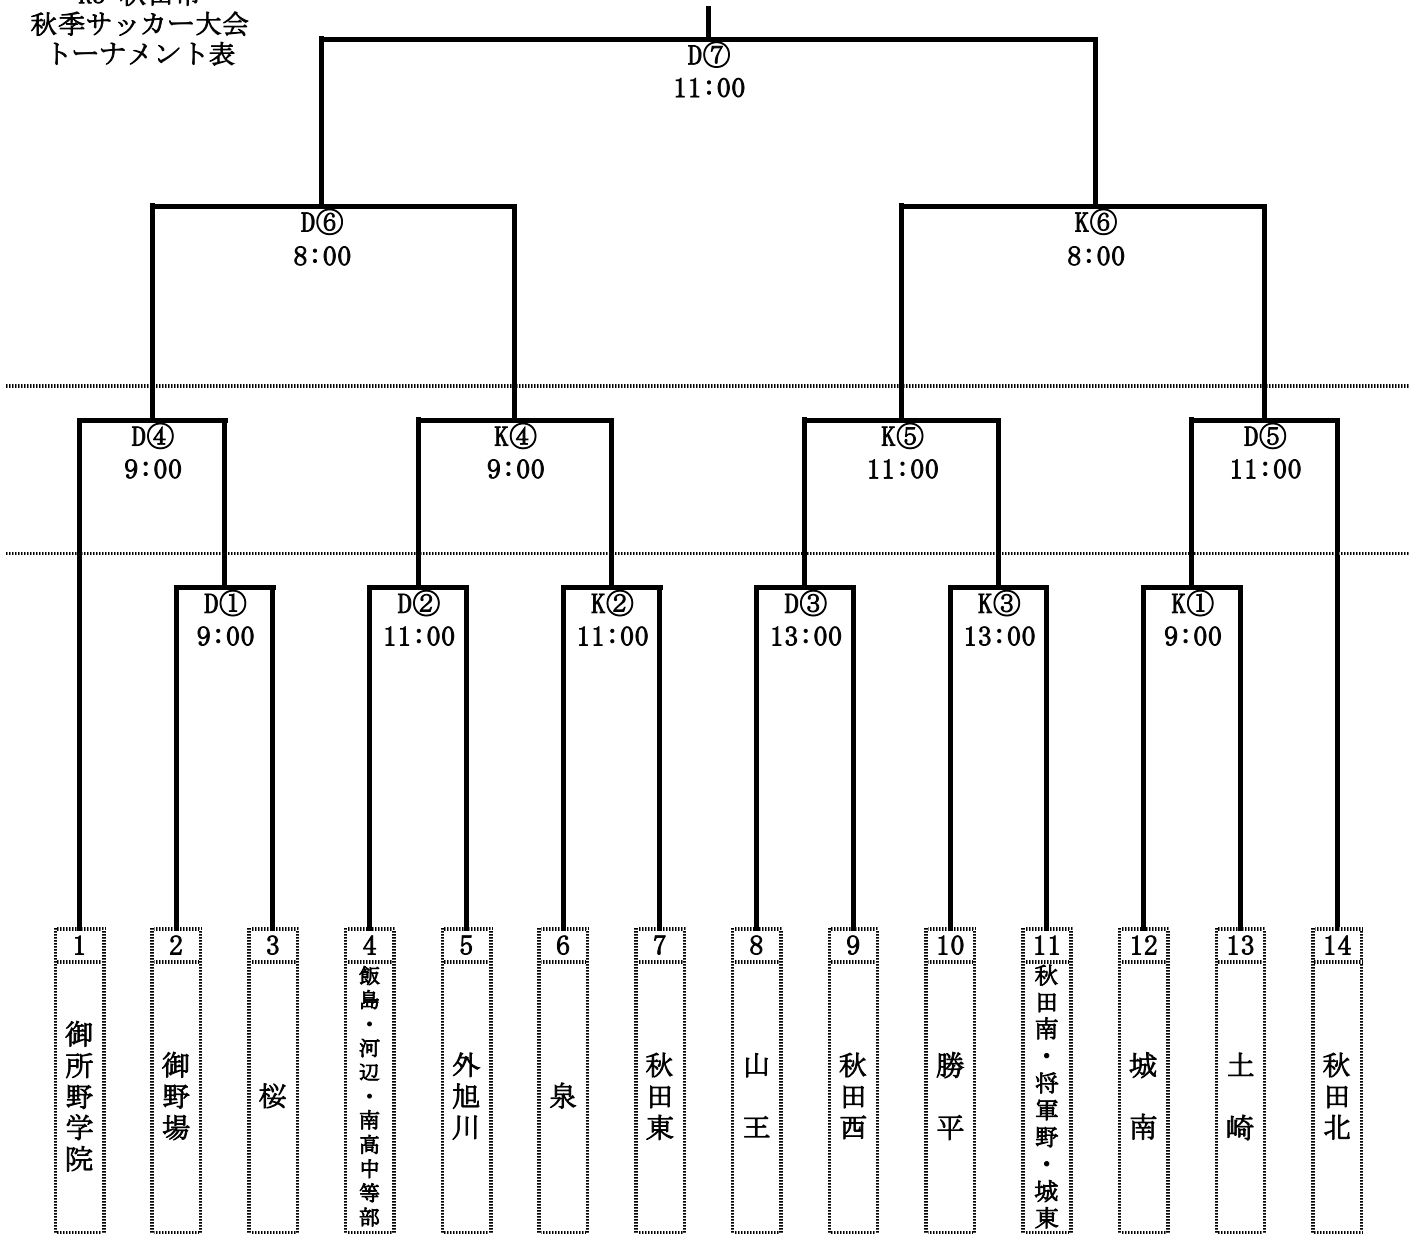 秋季サッカー大会
トーナメント表
D⑦
11:00
D⑥
8:00
K⑥
8:00
D④
9:00
K④
9:00
K⑤
11:00
D⑤
11:00
D①
9:00
D②
11:00
K②
11:00
D③
13:00
K③
13:00
K①
9:00
1
御所野学院
2
御野場
3
桜
4
飯島・河辺・南高中等部
5
外旭川
6
泉
7
秋田東
8
山王
9
秋田西
10
勝平
11
秋田南・将軍野・城東
12
城南
13
土崎
14
秋田北